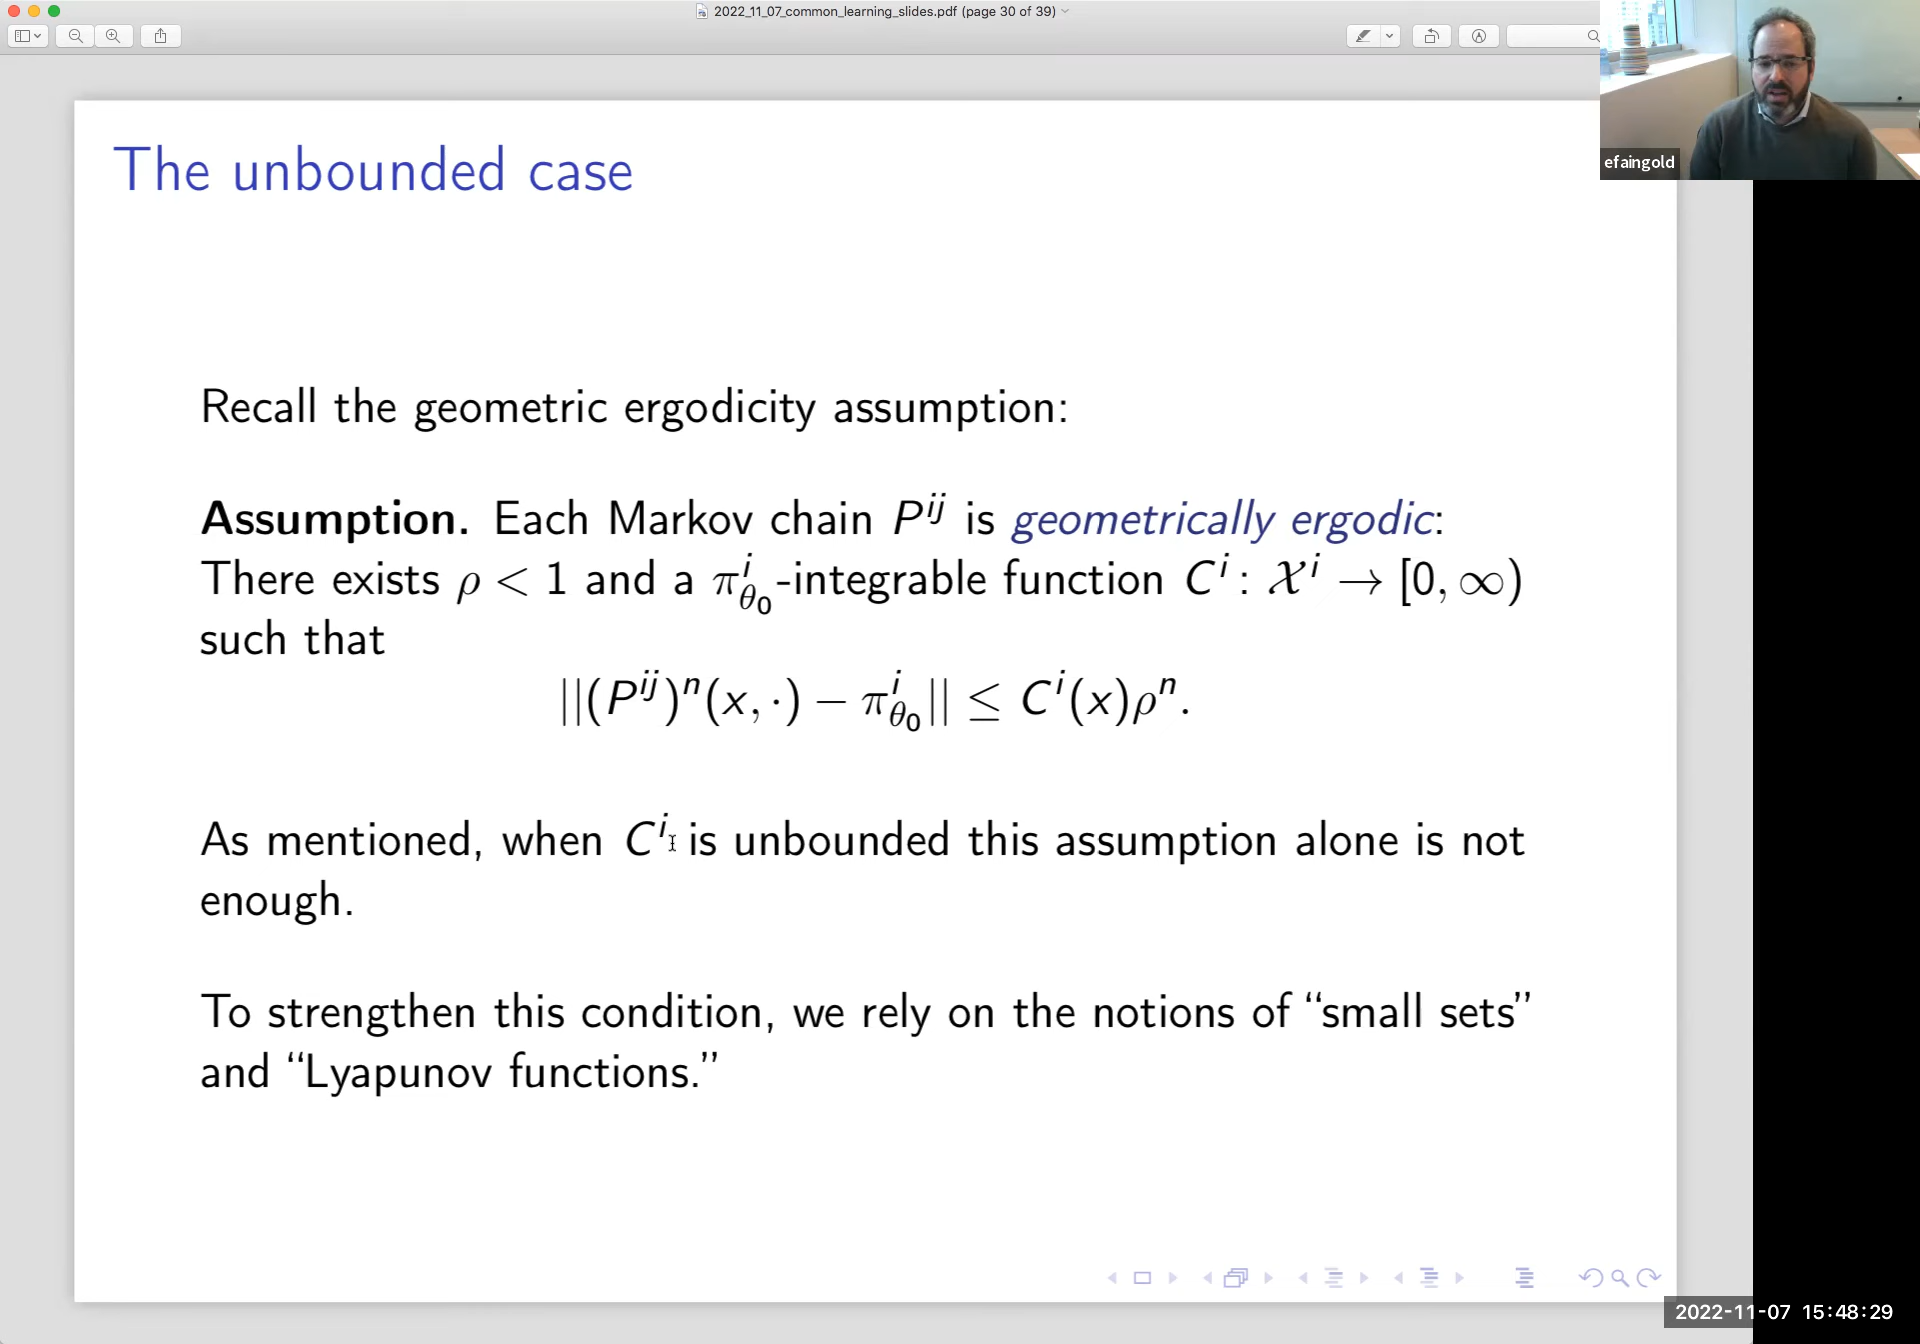 2022_11_07_common_learning_slides.pdf (page 30 of 39)
efaingold
The unbounded case
Recall the geometric ergodicity assumption:
Assumption. Each Markov chain P^{ij} is geometrically ergodic:
There exists ρ < 1 and a π^i_{θ_0}-integrable function C^i : 𝒳^i → [0, ∞)
such that
||(P^{ij})^n(x, ·) − π^i_{θ_0}|| ≤ C^i(x)ρ^n.
As mentioned, when C^i is unbounded this assumption alone is not
enough.
To strengthen this condition, we rely on the notions of “small sets”
and “Lyapunov functions.”
2022-11-07 15:48:29